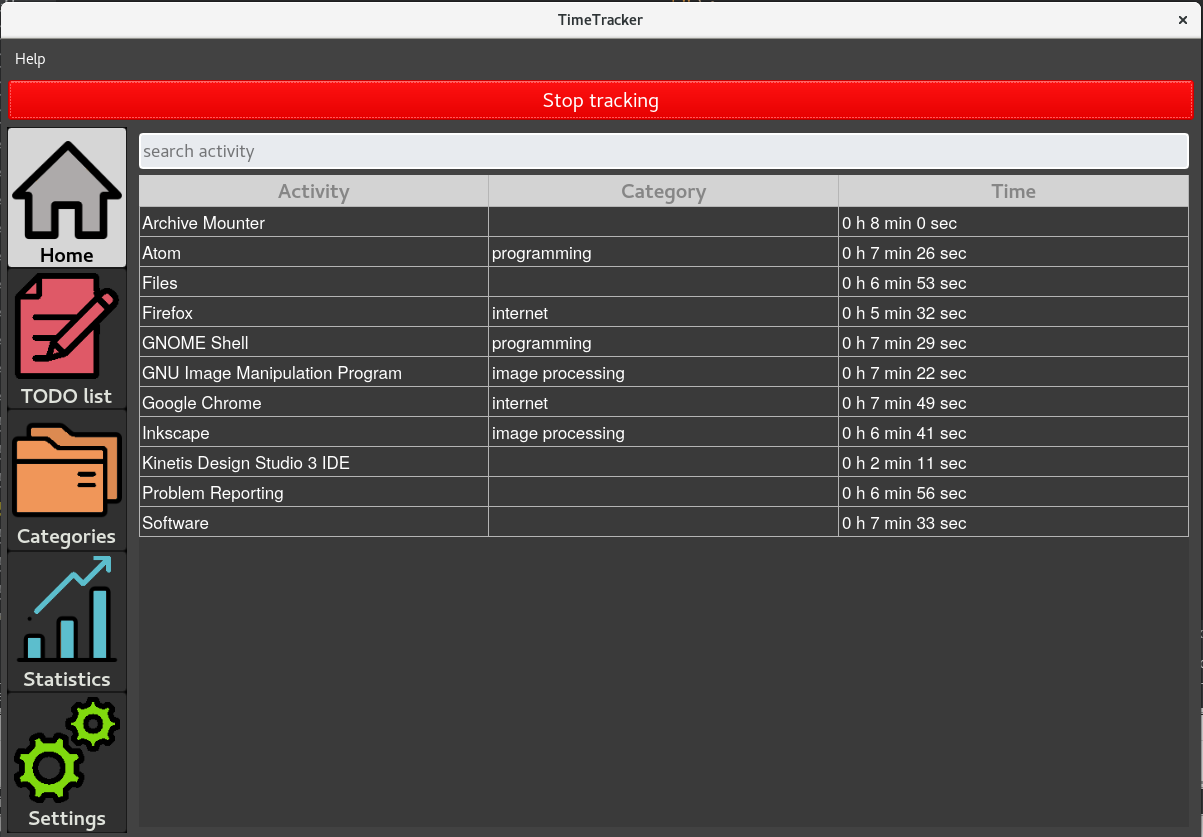 TimeTracker
Help
Stop tracking
search activity
Activity Category Time
Archive Mounter 0 h 8 min 0 sec
Atom programming 0 h 7 min 26 sec
Files 0 h 6 min 53 sec
Firefox internet 0 h 5 min 32 sec
GNOME Shell programming 0 h 7 min 29 sec
GNU Image Manipulation Program image processing 0 h 7 min 22 sec
Google Chrome internet 0 h 7 min 49 sec
Inkscape image processing 0 h 6 min 41 sec
Kinetis Design Studio 3 IDE 0 h 2 min 11 sec
Problem Reporting 0 h 6 min 56 sec
Software 0 h 7 min 33 sec
Home
TODO list
Categories
Statistics
Settings